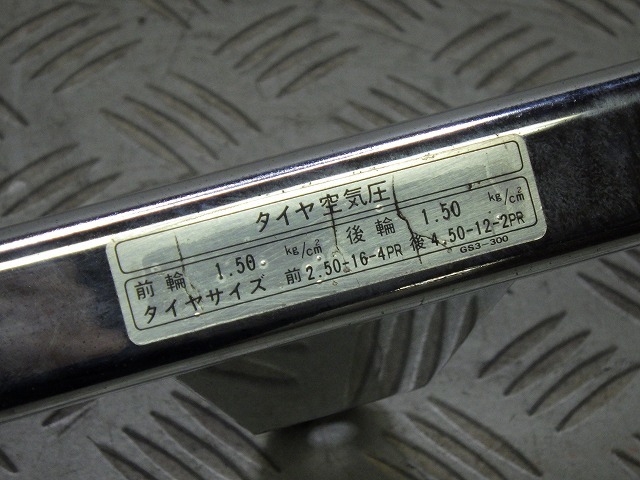 タイヤ空気圧
前輪 1.50 kg/cm² 後輪 1.50 kg/cm²
タイヤサイズ 前2.50-16-4PR 後4.50-12-2PR
GS3-300